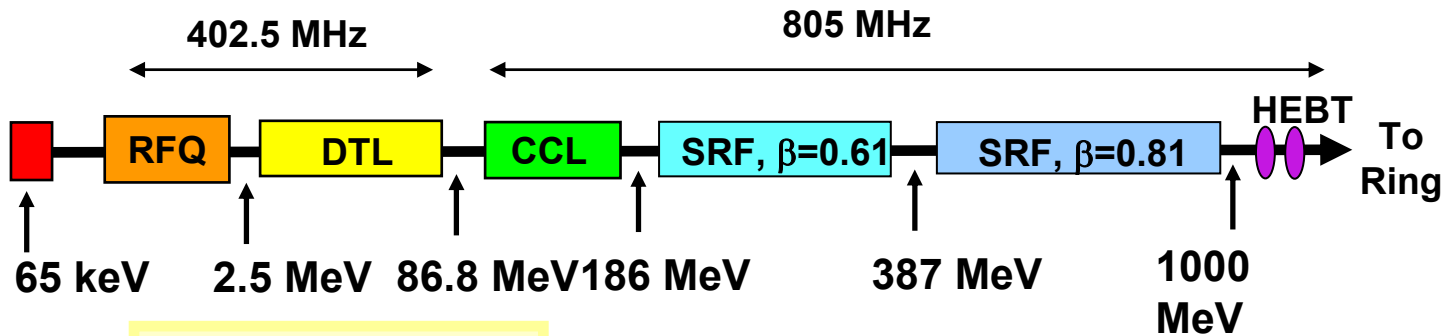 402.5 MHz
805 MHz
HEBT
RFQ
DTL
CCL
SRF, β=0.61
SRF, β=0.81
To
Ring
65 keV
2.5 MeV
86.8 MeV
186 MeV
387 MeV
1000
MeV